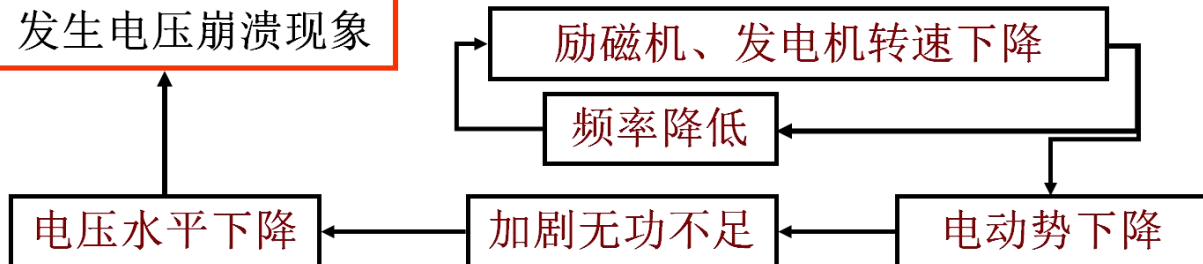 发生电压崩溃现象
励磁机、发电机转速下降
频率降低
电压水平下降
加剧无功不足
电动势下降